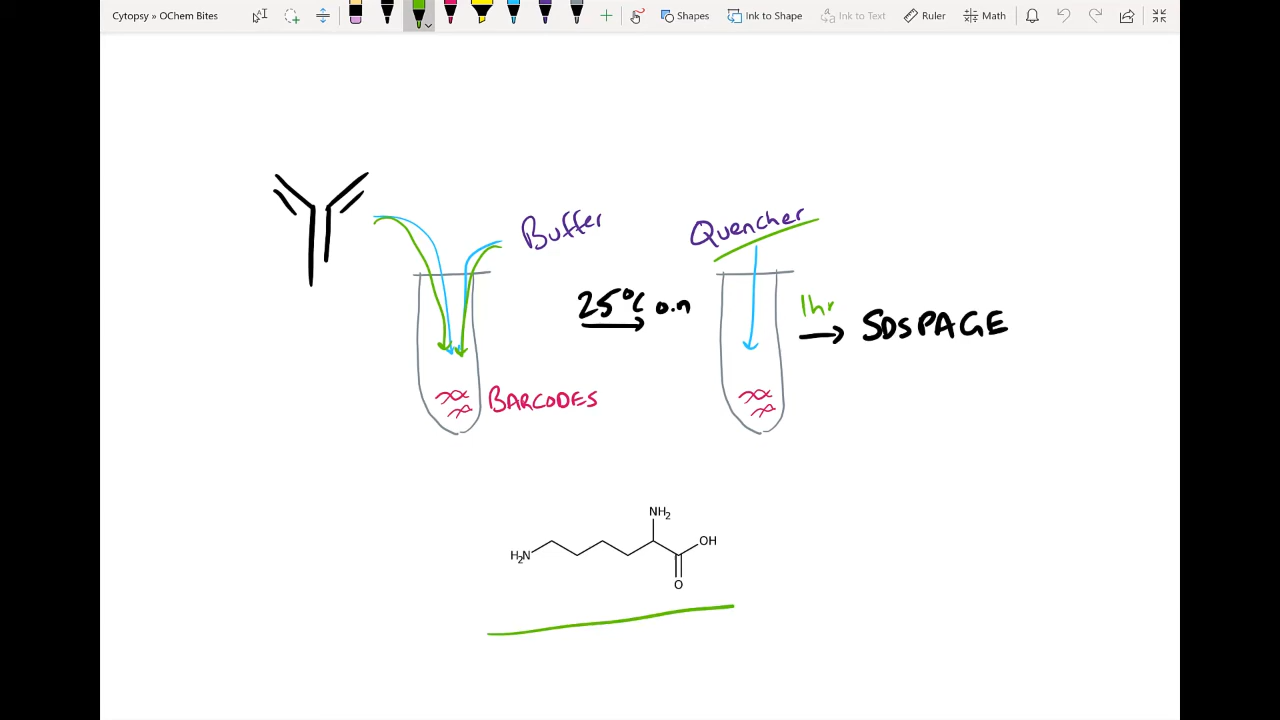 Cytopsy » OChem Bites
Shapes
Ink to Shape
Ink to Text
Ruler
Math
Buffer
Quencher
25°C o.n
1hr
SDSPAGE
BARCODES
NH2
H2N
OH
O